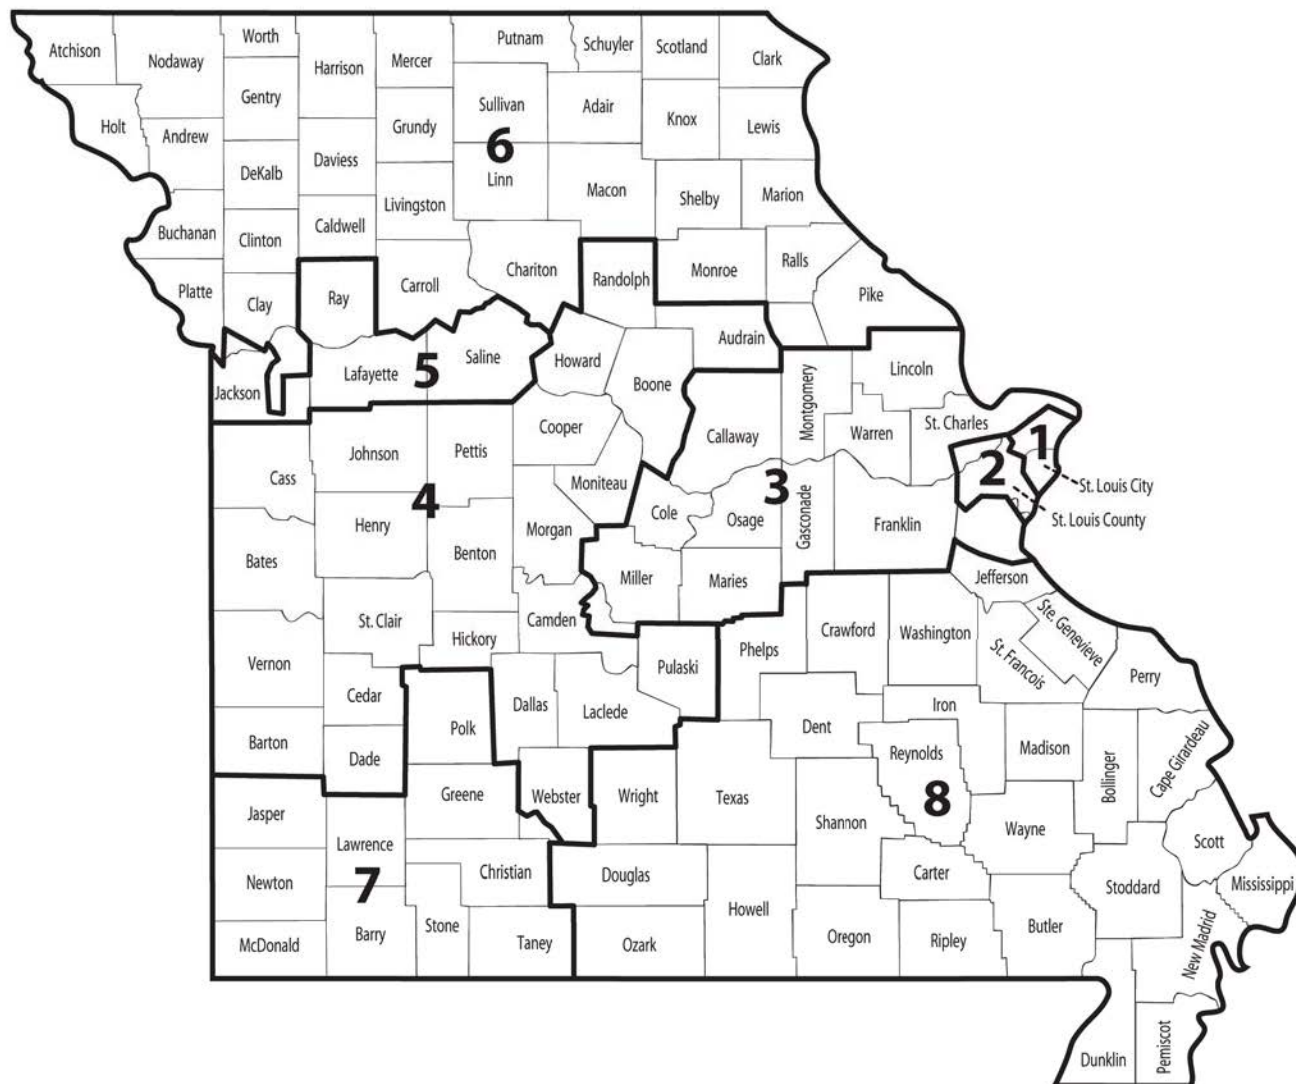 Atchison
Nodaway
Worth
Harrison
Mercer
Putnam
Schuyler
Scotland
Clark
Gentry
Sullivan
Adair
Knox
Lewis
Holt
Andrew
Grundy
6
DeKalb
Daviess
Linn
Macon
Shelby
Marion
Livingston
Buchanan
Clinton
Caldwell
Chariton
Randolph
Monroe
Ralls
Platte
Clay
Ray
Carroll
Pike
Audrain
Jackson
Lafayette
5
Saline
Howard
Boone
Lincoln
Montgomery
Cooper
Callaway
Warren
St. Charles
1
Johnson
Pettis
Cass
Moniteau
3
2
St. Louis City
4
Cole
Osage
Gasconade
Franklin
St. Louis County
Henry
Morgan
Bates
Benton
Miller
Maries
Jefferson
St. Clair
Camden
Hickory
Crawford
Washington
Ste. Genevieve
Vernon
Pulaski
Phelps
St. Francois
Perry
Cedar
Dallas
Laclede
Iron
Barton
Polk
Dent
Madison
Dade
Reynolds
Bollinger
Cape Girardeau
Greene
Webster
Wright
Texas
8
Jasper
Shannon
Wayne
Scott
Lawrence
Christian
Douglas
Carter
Newton
7
Stoddard
Mississippi
Howell
Barry
Stone
Butler
McDonald
Taney
Ozark
Oregon
Ripley
New Madrid
Dunklin
Pemiscot